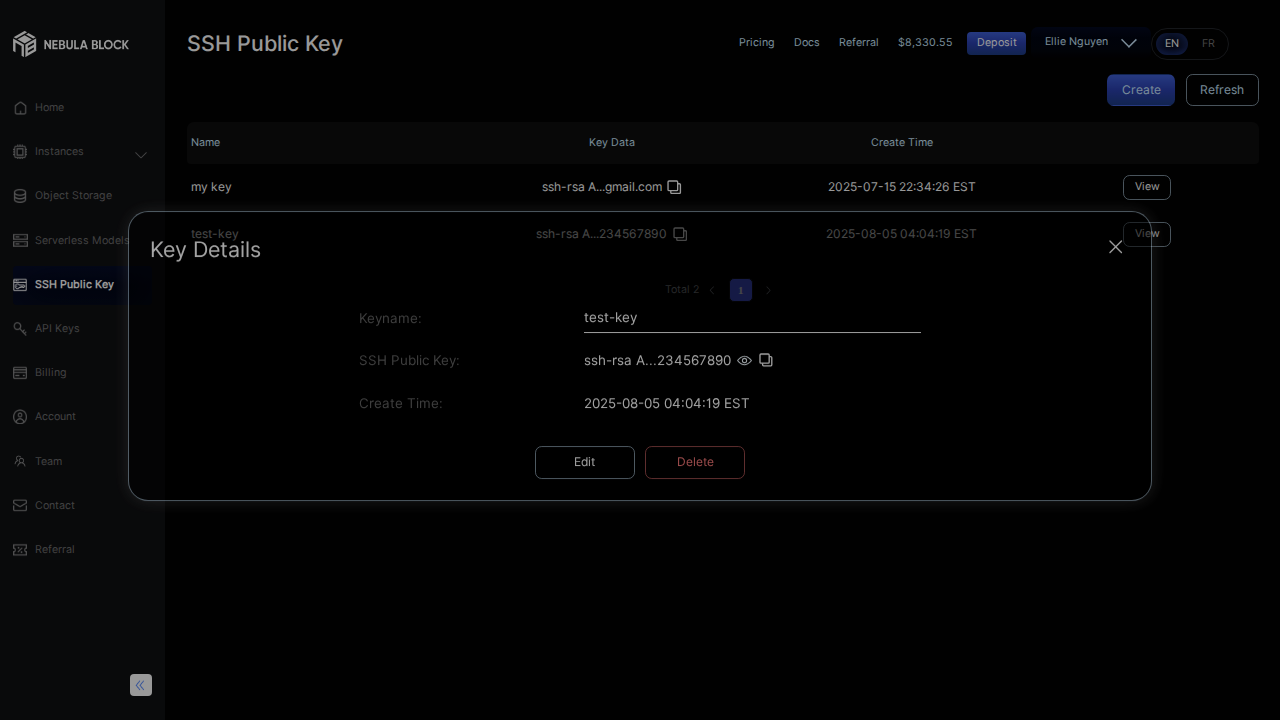 NEBULA BLOCK
SSH Public Key
Pricing Docs Referral $8,330.55 Deposit Ellie Nguyen EN FR
Create Refresh
Home
Instances
Object Storage
Serverless Models
SSH Public Key
API Keys
Billing
Account
Team
Contact
Referral
Name Key Data Create Time
my key ssh-rsa A...gmail.com 2025-07-15 22:34:26 EST View
test-key ssh-rsa A...234567890 2025-08-05 04:04:19 EST View
Total 2 1
Key Details
Keyname: test-key
SSH Public Key: ssh-rsa A...234567890
Create Time: 2025-08-05 04:04:19 EST
Edit Delete